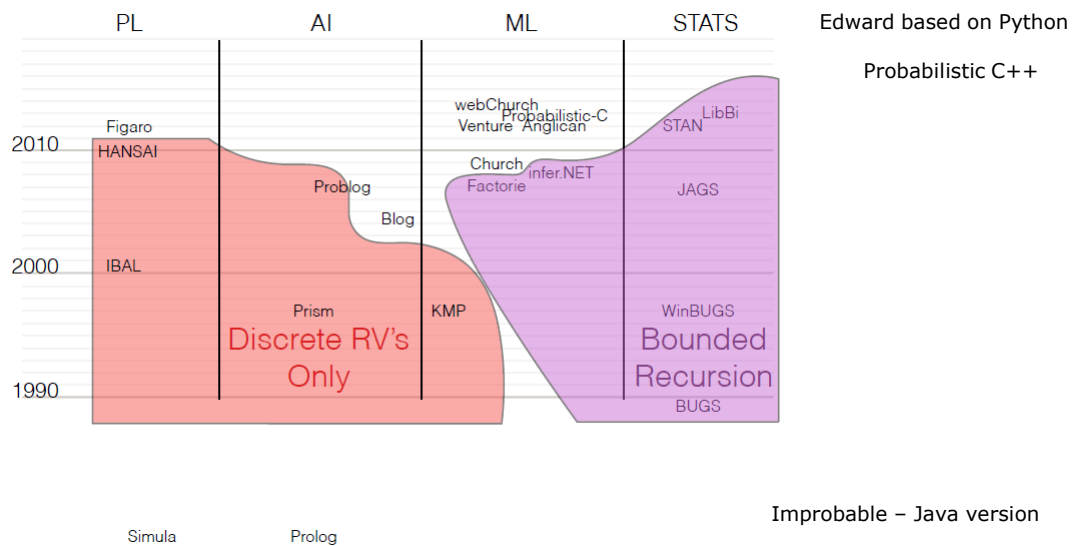 PL AI ML STATS
Edward based on Python
Probabilistic C++
webChurch
Probabilistic-C
LibBi
Figaro
Venture Anglican
STAN
2010
HANSAI
Church
infer.NET
Problog
Factorie
JAGS
Blog
2000
IBAL
Prism
KMP
WinBUGS
Discrete RV's
Only
Bounded
Recursion
1990
BUGS
Improbable – Java version
Simula
Prolog